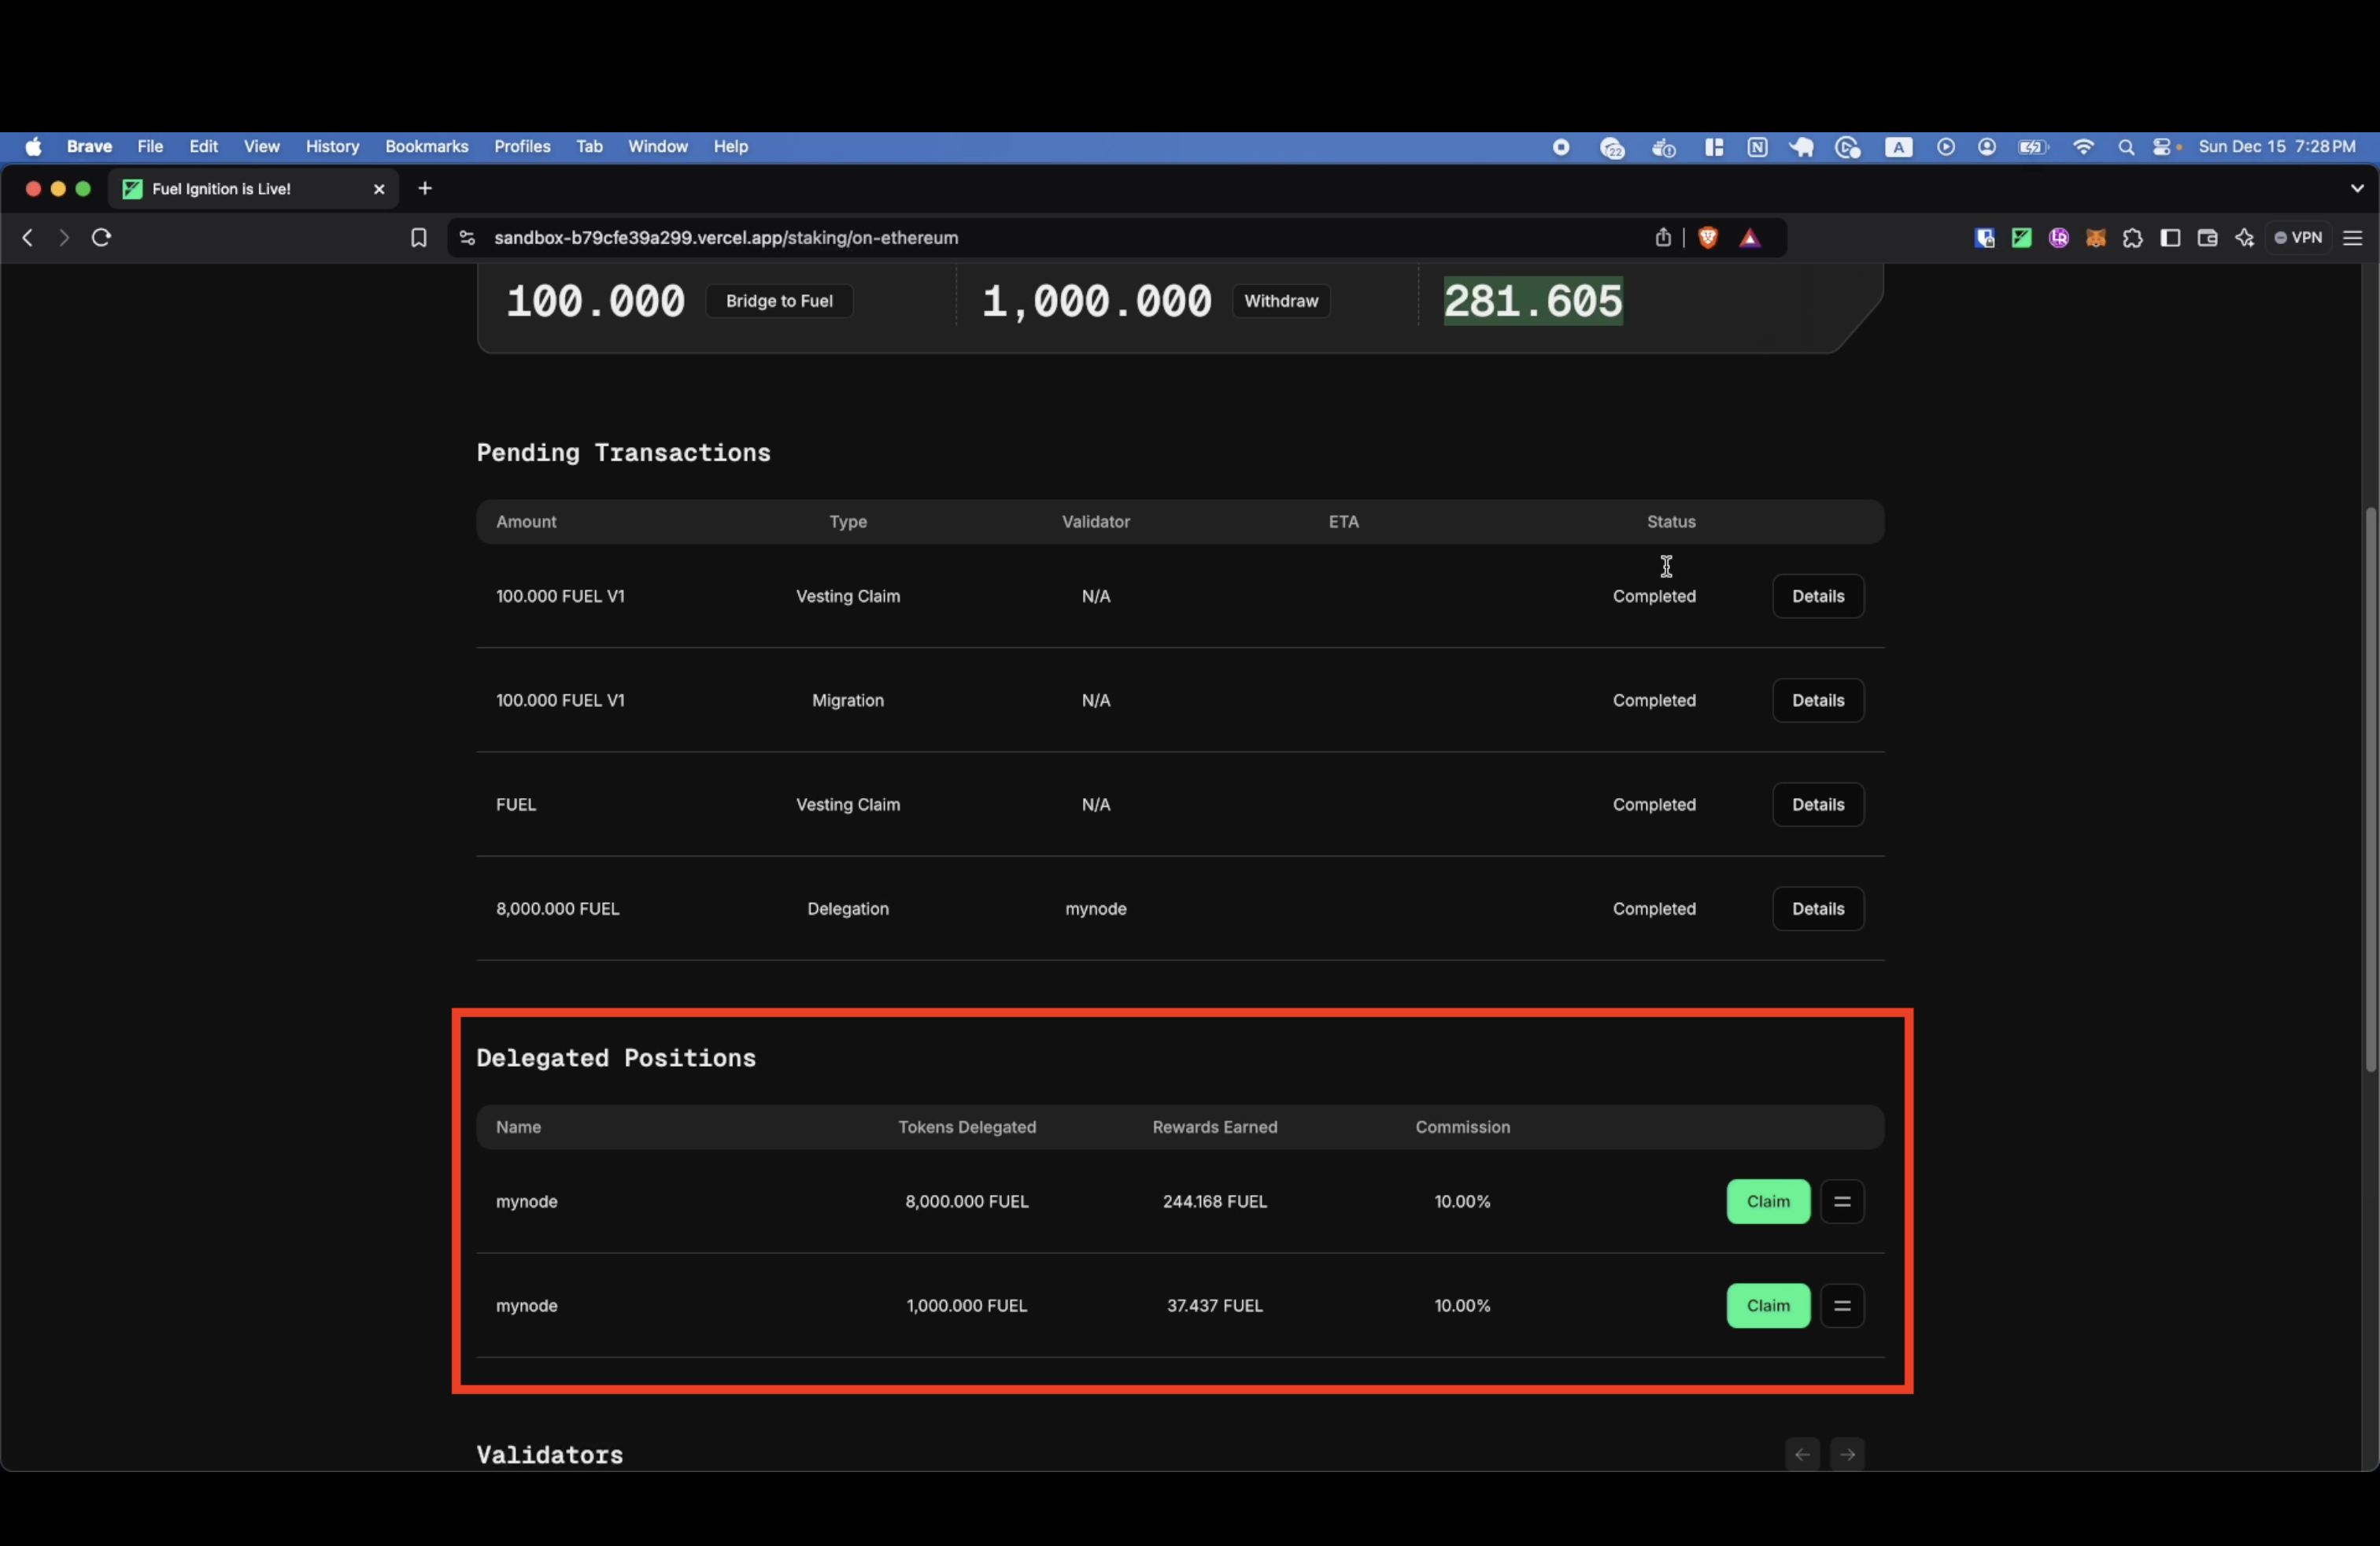 Brave File Edit View History Bookmarks Profiles Tab Window Help 22 A Sun Dec 15 7:28 PM
Fuel Ignition is Live!
sandbox-b79cfe39a299.vercel.app/staking/on-ethereum VPN
100.000 Bridge to Fuel 1,000.000 Withdraw 281.605
Pending Transactions
Amount Type Validator ETA Status
100.000 FUEL V1 Vesting Claim N/A Completed Details
100.000 FUEL V1 Migration N/A Completed Details
FUEL Vesting Claim N/A Completed Details
8,000.000 FUEL Delegation mynode Completed Details
Delegated Positions
Name Tokens Delegated Rewards Earned Commission
mynode 8,000.000 FUEL 244.168 FUEL 10.00% Claim
mynode 1,000.000 FUEL 37.437 FUEL 10.00% Claim
Validators